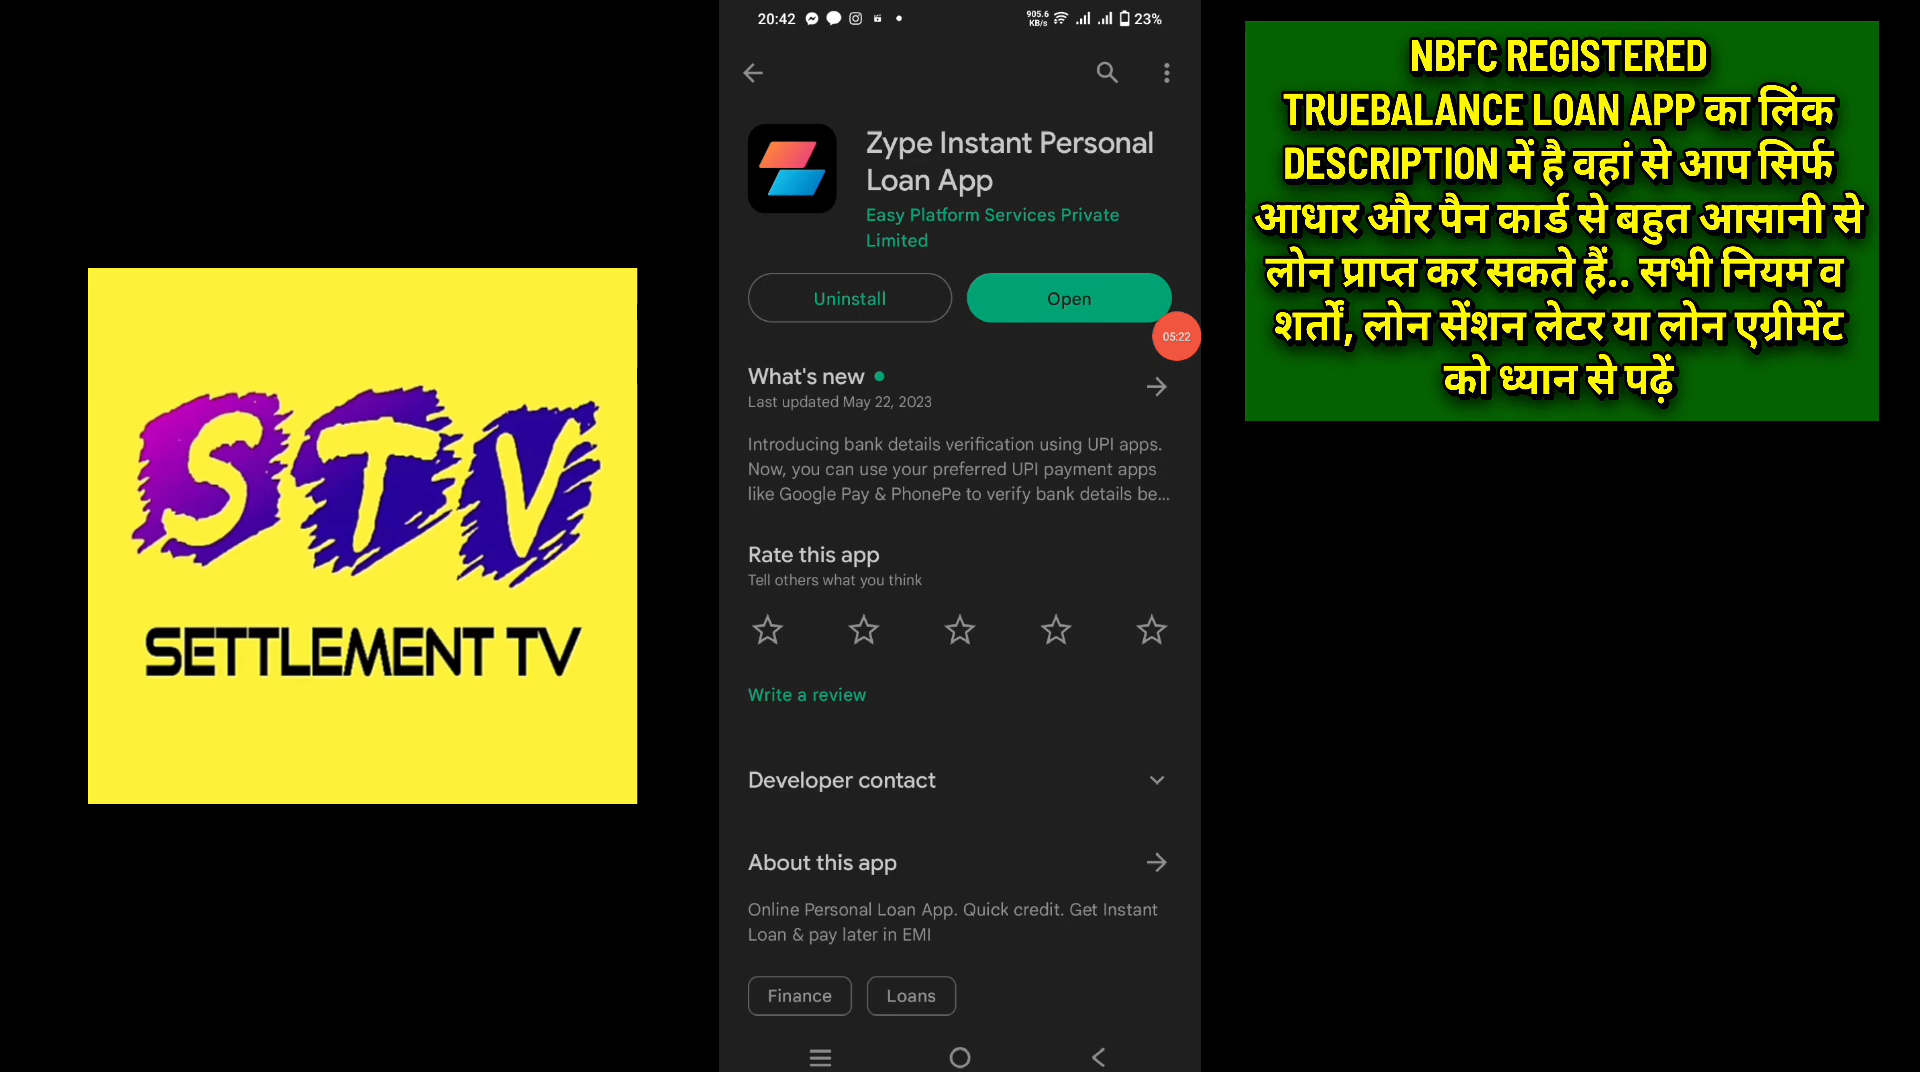 STV
SETTLEMENT TV
20:42
905.6
KB/s
23%
Zype Instant Personal
Loan App
Easy Platform Services Private
Limited
Uninstall
Open
05:22
What's new
Last updated May 22, 2023
Introducing bank details verification using UPI apps.
Now, you can use your preferred UPI payment apps
like Google Pay & PhonePe to verify bank details be...
Rate this app
Tell others what you think
Write a review
Developer contact
About this app
Online Personal Loan App. Quick credit. Get Instant
Loan & pay later in EMI
Finance
Loans
NBFC REGISTERED
TRUEBALANCE LOAN APP का लिंक
DESCRIPTION में है वहां से आप सिर्फ
आधार और पैन कार्ड से बहुत आसानी से
लोन प्राप्त कर सकते हैं.. सभी नियम व
शर्तों, लोन सेंशन लेटर या लोन एग्रीमेंट
को ध्यान से पढ़ें